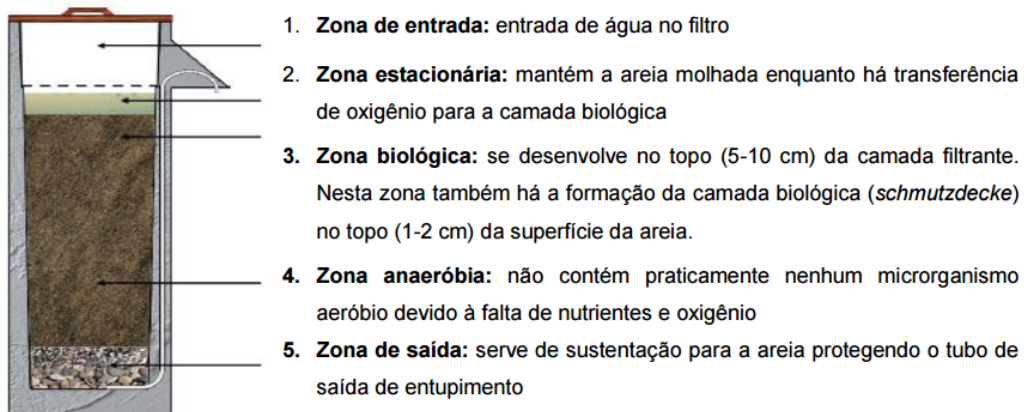 1. Zona de entrada: entrada de água no filtro
2. Zona estacionária: mantém a areia molhada enquanto há transferência
de oxigênio para a camada biológica
3. Zona biológica: se desenvolve no topo (5-10 cm) da camada filtrante.
Nesta zona também há a formação da camada biológica (schmutzdecke)
no topo (1-2 cm) da superfície da areia.
4. Zona anaeróbia: não contém praticamente nenhum microrganismo
aeróbio devido à falta de nutrientes e oxigênio
5. Zona de saída: serve de sustentação para a areia protegendo o tubo de
saída de entupimento